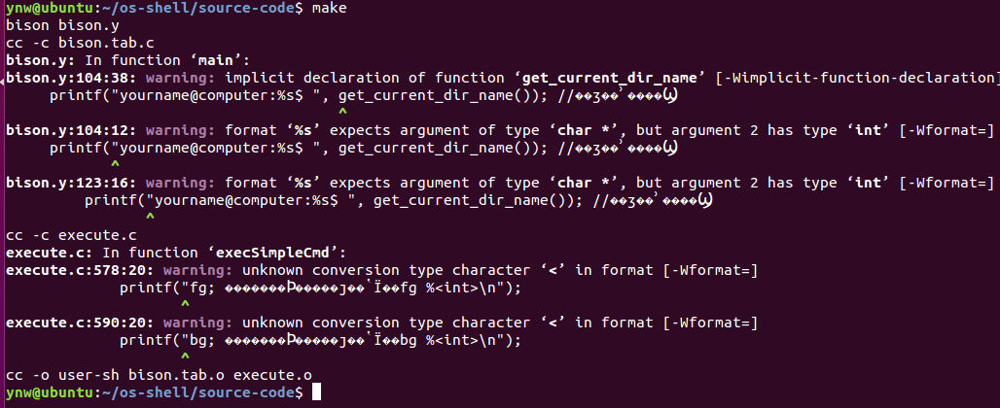 ynw@ubuntu:~/os-shell/source-code$ make
bison bison.y
cc -c bison.tab.c
bison.y: In function ‘main’:
bison.y:104:38: warning: implicit declaration of function ‘get_current_dir_name’ [-Wimplicit-function-declaration]
printf("yourname@computer:%s$ ", get_current_dir_name()); //��ʒ��ʾ����Ϣ
^
bison.y:104:12: warning: format ‘%s’ expects argument of type ‘char *’, but argument 2 has type ‘int’ [-Wformat=]
printf("yourname@computer:%s$ ", get_current_dir_name()); //��ʒ��ʾ����Ϣ
^
bison.y:123:16: warning: format ‘%s’ expects argument of type ‘char *’, but argument 2 has type ‘int’ [-Wformat=]
printf("yourname@computer:%s$ ", get_current_dir_name()); //��ʒ��ʾ����Ϣ
^
cc -c execute.c
execute.c: In function ‘execSimpleCmd’:
execute.c:578:20: warning: unknown conversion type character ‘<’ in format [-Wformat=]
printf("fg; �������Ϸ�����ȷ��ʽΪ��fg %<int>\n");
^
execute.c:590:20: warning: unknown conversion type character ‘<’ in format [-Wformat=]
printf("bg; �������Ϸ�����ȷ��ʽΪ��bg %<int>\n");
^
cc -o user-sh bison.tab.o execute.o
ynw@ubuntu:~/os-shell/source-code$